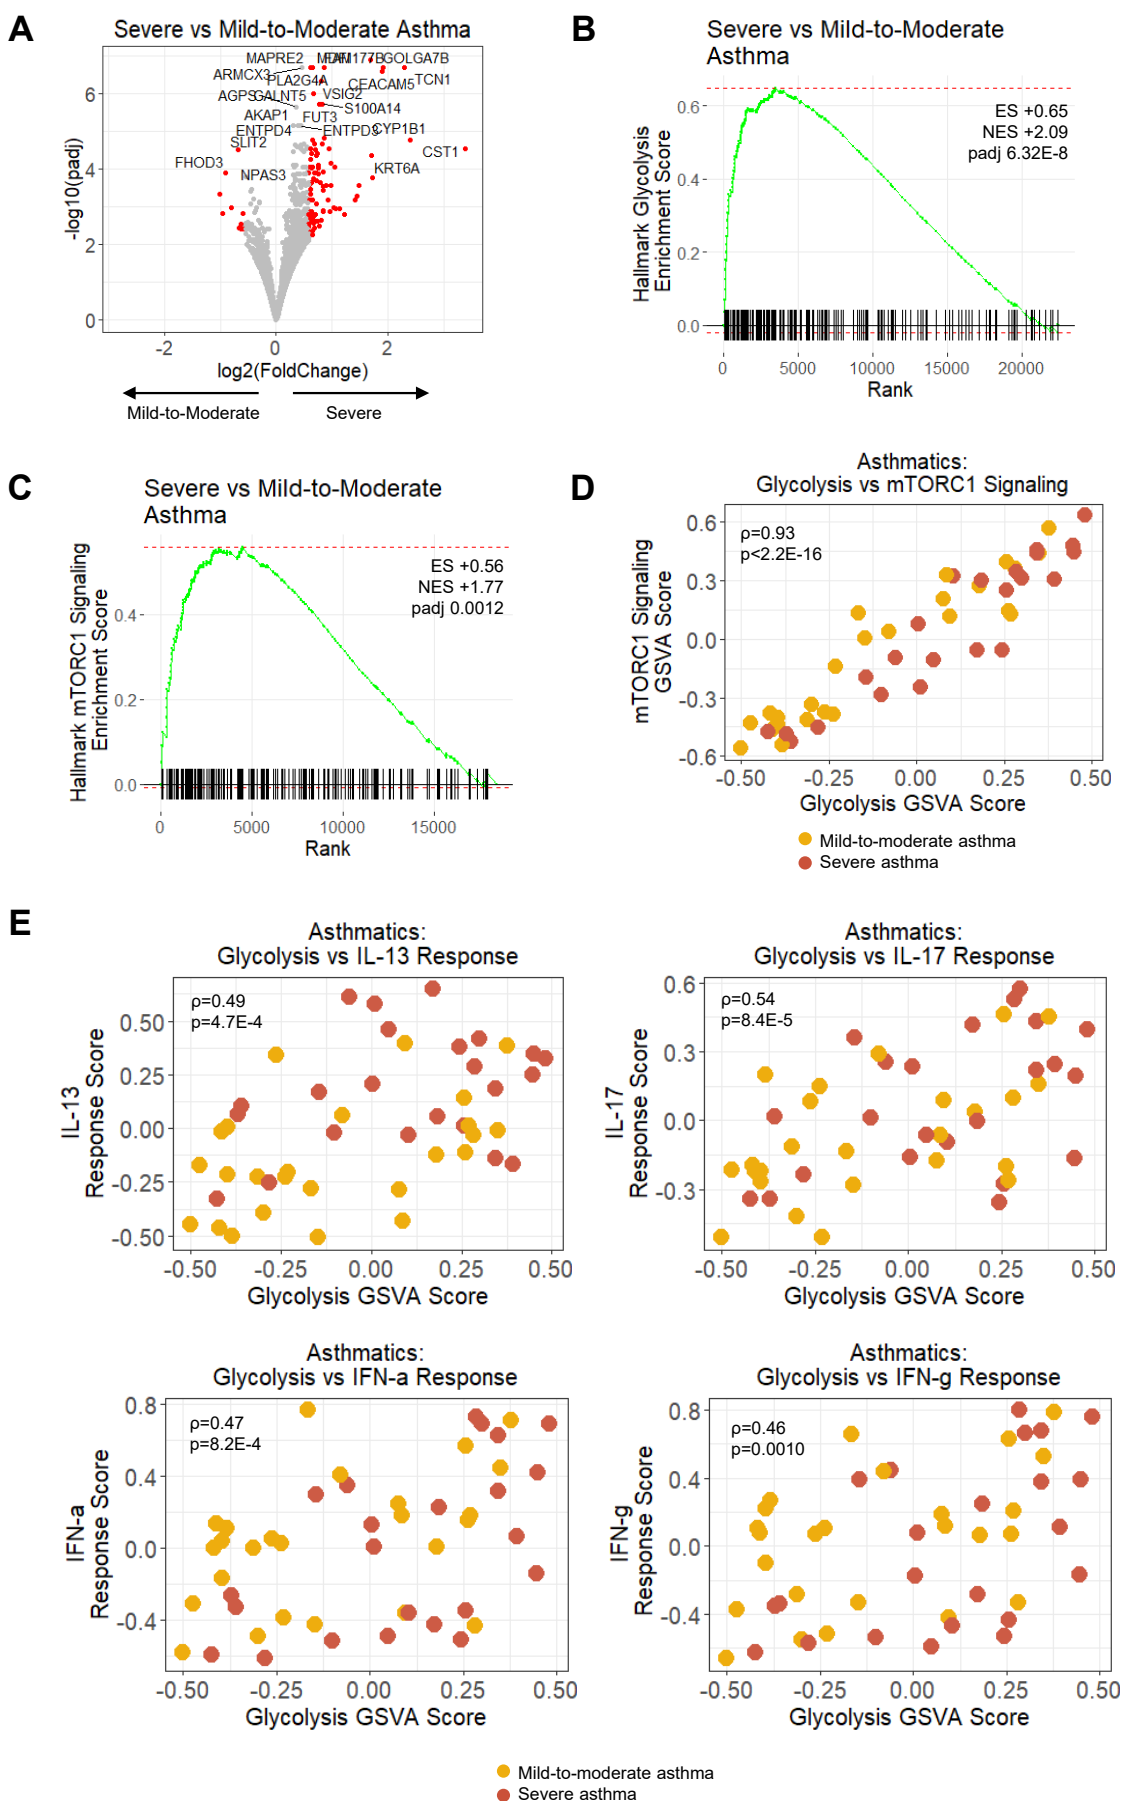 A
Severe vs Mild-to-Moderate Asthma
MAPRE2
FAM177B
GOLGA7B
ARMCX3
PLA2G4A
CEACAM5
TCN1
AGPS
GALNT5
VSIG2
S100A14
AKAP1
FUT3
ENTPD4
ENTPD3
CYP1B1
SLIT2
CST1
FHOD3
NPAS3
KRT6A
-log10(padj)
6
4
2
0
-2
0
2
log2(FoldChange)
Mild-to-Moderate
Severe
B
Severe vs Mild-to-Moderate
Asthma
ES +0.65
NES +2.09
padj 6.32E-8
Hallmark Glycolysis
Enrichment Score
0.6
0.4
0.2
0.0
0
5000
10000
15000
20000
Rank
C
Severe vs Mild-to-Moderate
Asthma
ES +0.56
NES +1.77
padj 0.0012
Hallmark mTORC1 Signaling
Enrichment Score
0.4
0.2
0.0
0
5000
10000
15000
Rank
D
Asthmatics:
Glycolysis vs mTORC1 Signaling
ρ=0.93
p<2.2E-16
mTORC1 Signaling
GSVA Score
0.6
0.3
0.0
-0.3
-0.6
-0.50
-0.25
0.00
0.25
0.50
Glycolysis GSVA Score
Mild-to-moderate asthma
Severe asthma
E
Asthmatics:
Glycolysis vs IL-13 Response
ρ=0.49
p=4.7E-4
IL-13
Response Score
0.50
0.25
0.00
-0.25
-0.50
-0.50
-0.25
0.00
0.25
0.50
Glycolysis GSVA Score
Asthmatics:
Glycolysis vs IL-17 Response
ρ=0.54
p=8.4E-5
IL-17
Response Score
0.6
0.3
0.0
-0.3
-0.50
-0.25
0.00
0.25
0.50
Glycolysis GSVA Score
Asthmatics:
Glycolysis vs IFN-a Response
ρ=0.47
p=8.2E-4
IFN-a
Response Score
0.8
0.4
0.0
-0.4
-0.50
-0.25
0.00
0.25
0.50
Glycolysis GSVA Score
Asthmatics:
Glycolysis vs IFN-g Response
ρ=0.46
p=0.0010
IFN-g
Response Score
0.8
0.4
0.0
-0.4
-0.50
-0.25
0.00
0.25
0.50
Glycolysis GSVA Score
Mild-to-moderate asthma
Severe asthma